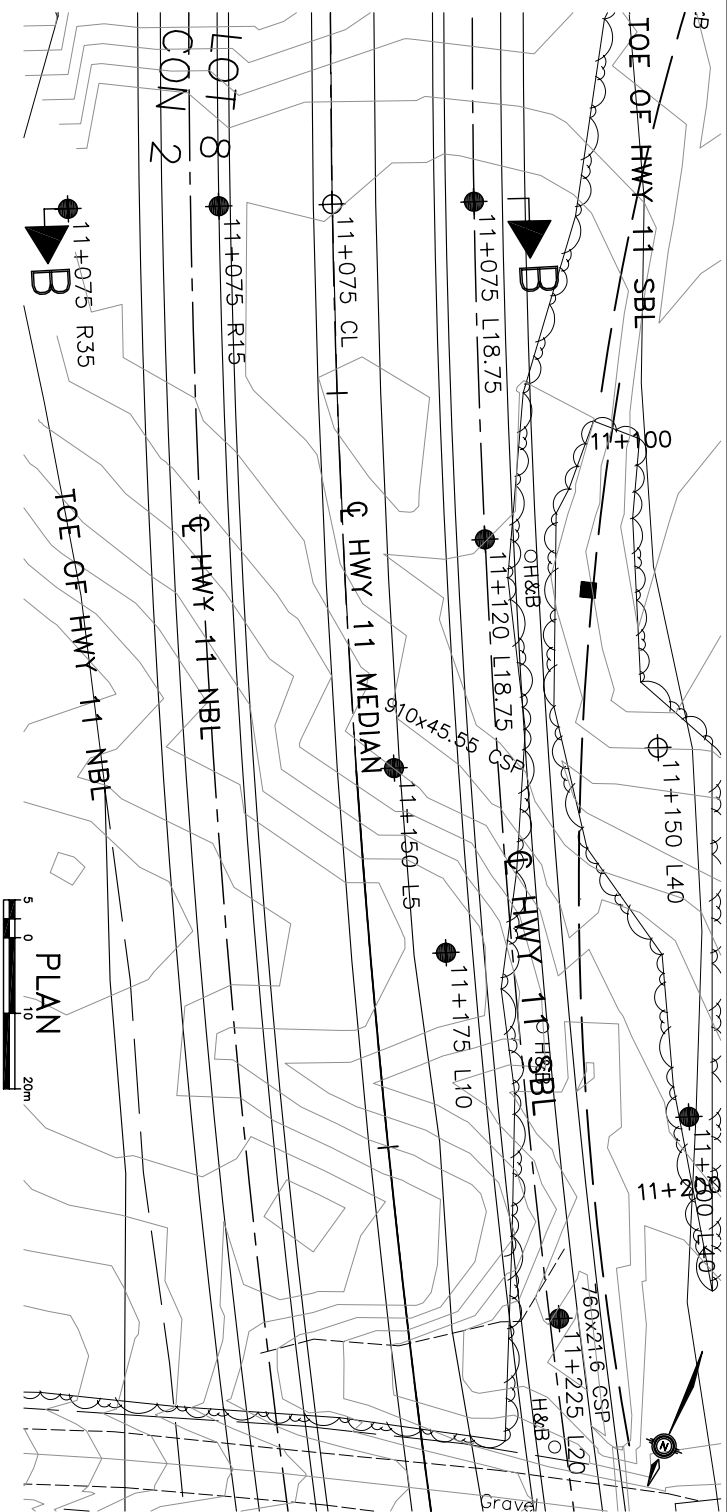 TOE OF HWY 11 SBL
B
11+100
11+150 L40
11+200 L40
B
H&B
11+075 L18.75
11+120 L18.75
910x45.55 CSP
℄ HWY 11 SBL
H&B
760x21.6 CSP
11+225 L20
H&B
Gravel
11+175 L10
11+150 L5
11+075 CL
℄ HWY 11 MEDIAN
LOT 8
CON 2
11+075 R15
℄ HWY 11 NBL
11+075 R35
B
TOE OF HWY 11 NBL
PLAN
5 0 10 20m
N